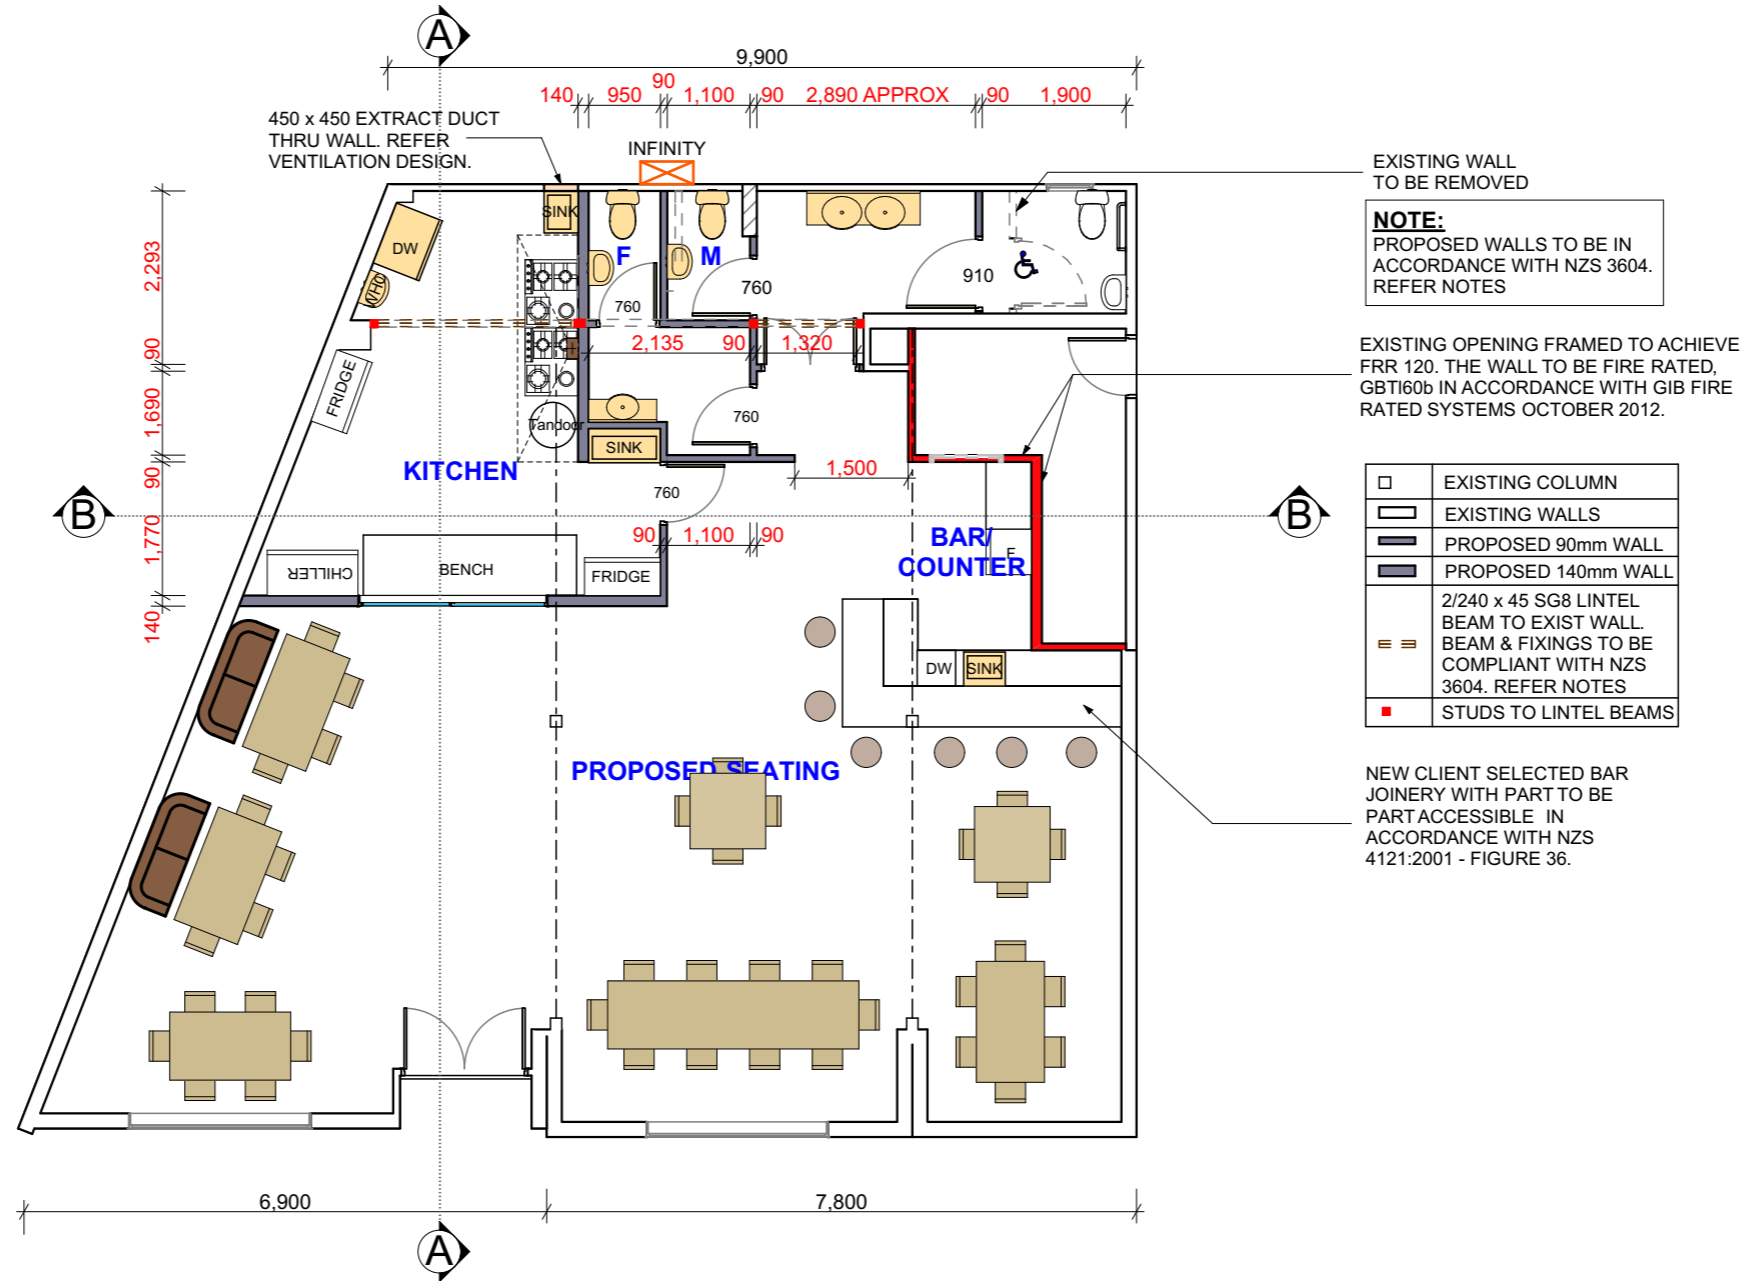 A
9,900
140
950
90
1,100
90
2,890 APPROX
90
1,900
450 x 450 EXTRACT DUCT
THRU WALL. REFER
VENTILATION DESIGN.
INFINITY
EXISTING WALL
TO BE REMOVED
NOTE:
PROPOSED WALLS TO BE IN
ACCORDANCE WITH NZS 3604.
REFER NOTES
SINK
DW
F
M
WHC
2,293
760
760
910
2,135
90
1,320
90
EXISTING OPENING FRAMED TO ACHIEVE
FRR 120. THE WALL TO BE FIRE RATED,
GBTI60b IN ACCORDANCE WITH GIB FIRE
RATED SYSTEMS OCTOBER 2012.
FRIDGE
1,690
Tandoor
760
SINK
KITCHEN
1,500
90
760
B
B
1,770
90
1,100
90
BAR/
COUNTER
F
CHILLER
BENCH
FRIDGE
140
EXISTING COLUMN
EXISTING WALLS
PROPOSED 90mm WALL
PROPOSED 140mm WALL
2/240 x 45 SG8 LINTEL
BEAM TO EXIST WALL.
BEAM & FIXINGS TO BE
COMPLIANT WITH NZS
3604. REFER NOTES
STUDS TO LINTEL BEAMS
DW
SINK
PROPOSED SEATING
NEW CLIENT SELECTED BAR
JOINERY WITH PART TO BE
PART ACCESSIBLE IN
ACCORDANCE WITH NZS
4121:2001 - FIGURE 36.
6,900
7,800
A